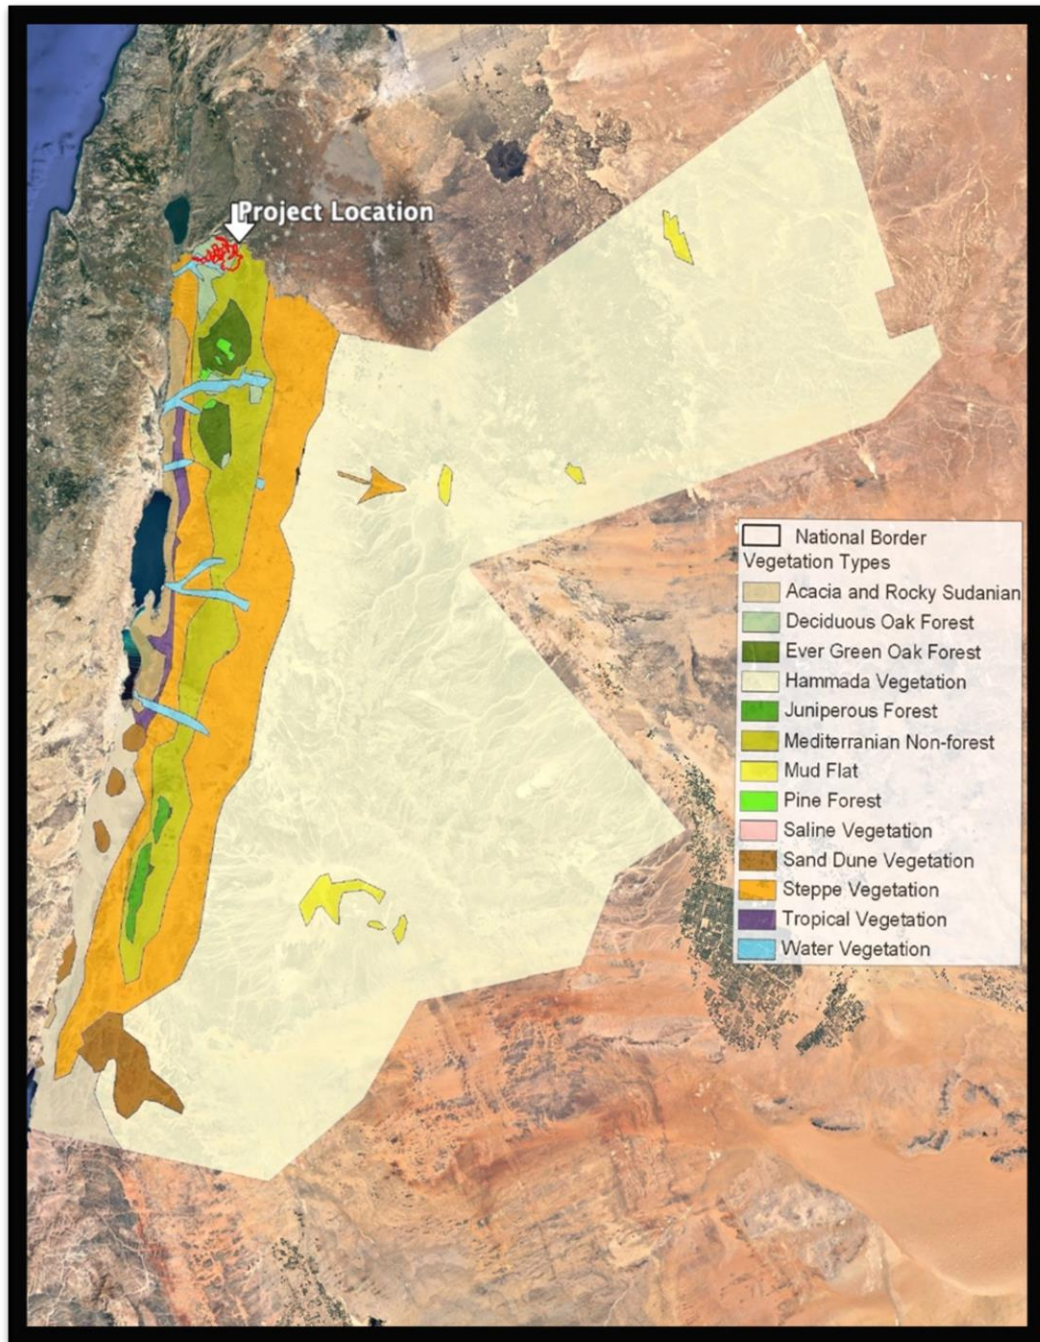 Project Location
National Border
Vegetation Types
Acacia and Rocky Sudanian
Deciduous Oak Forest
Ever Green Oak Forest
Hammada Vegetation
Juniperous Forest
Mediterranian Non-forest
Mud Flat
Pine Forest
Saline Vegetation
Sand Dune Vegetation
Steppe Vegetation
Tropical Vegetation
Water Vegetation